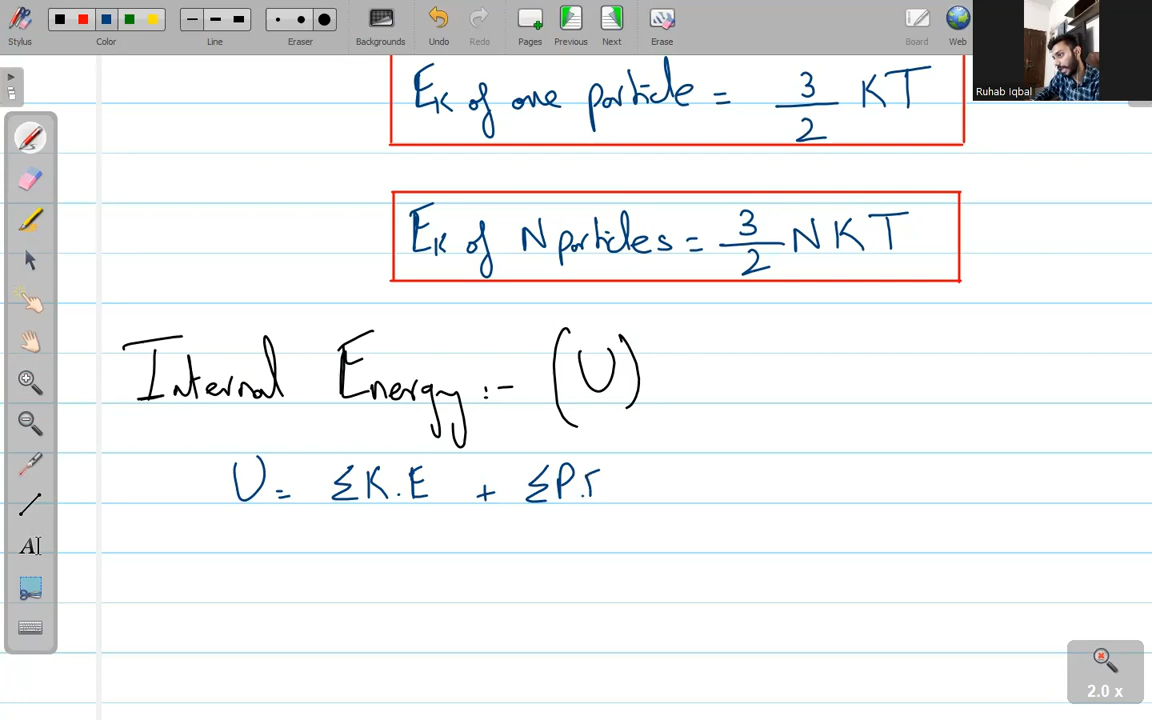 Stylus Color Line Eraser Backgrounds Undo Redo Pages Previous Next Erase Board Web
Ruhab Iqbal
EK of one particle = 3/2 KT
EK of N particles = 3/2 N K T
Internal Energy :- (U)
U = ΣK.E + ΣP.
2.0 x